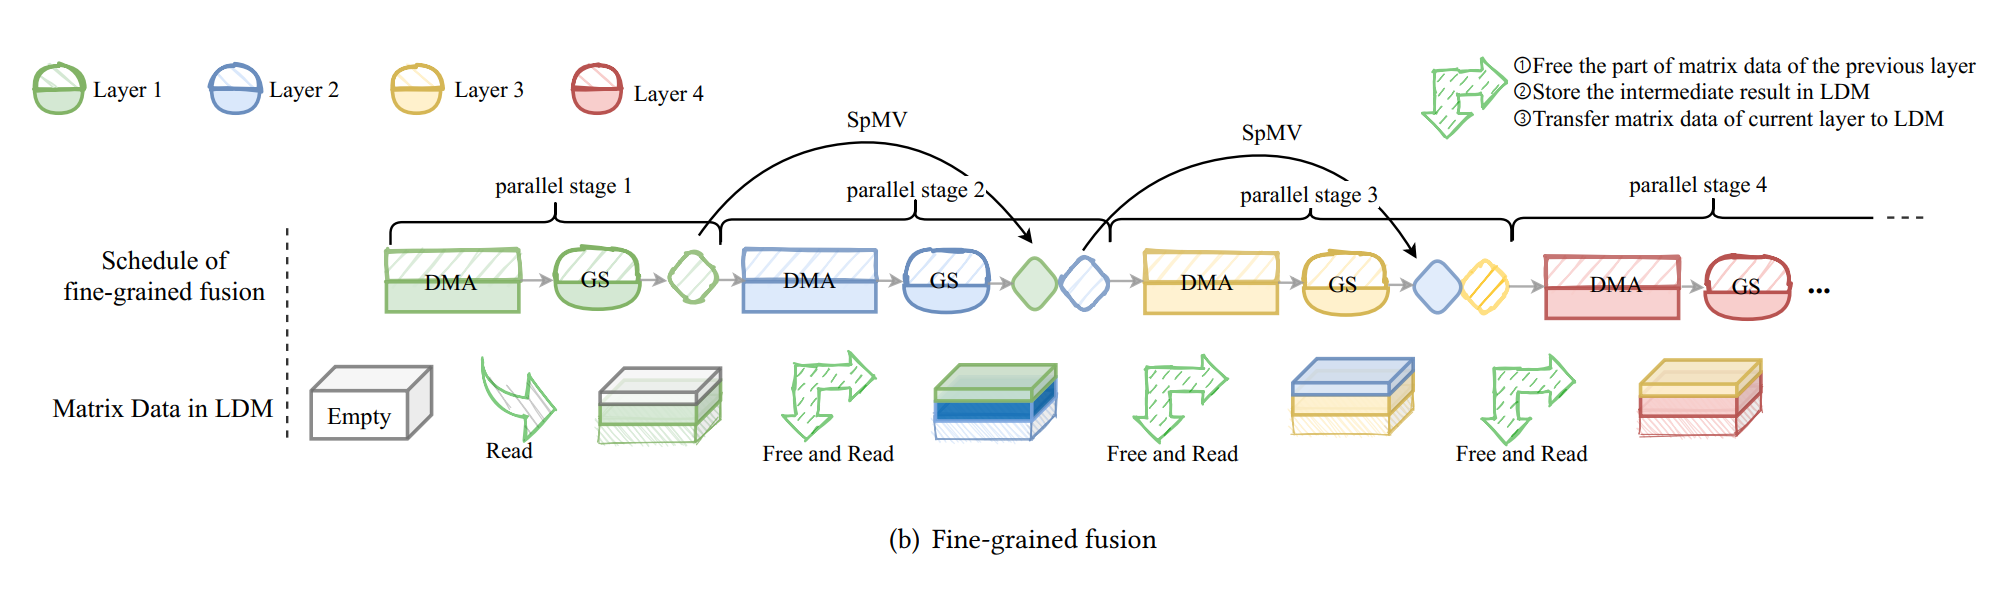 Layer 1
Layer 2
Layer 3
Layer 4
①Free the part of matrix data of the previous layer
②Store the intermediate result in LDM
③Transfer matrix data of current layer to LDM
SpMV
SpMV
parallel stage 1
parallel stage 2
parallel stage 3
parallel stage 4
Schedule of
fine-grained fusion
DMA
GS
DMA
GS
DMA
GS
DMA
GS
...
Matrix Data in LDM
Empty
Read
Free and Read
Free and Read
Free and Read
(b) Fine-grained fusion